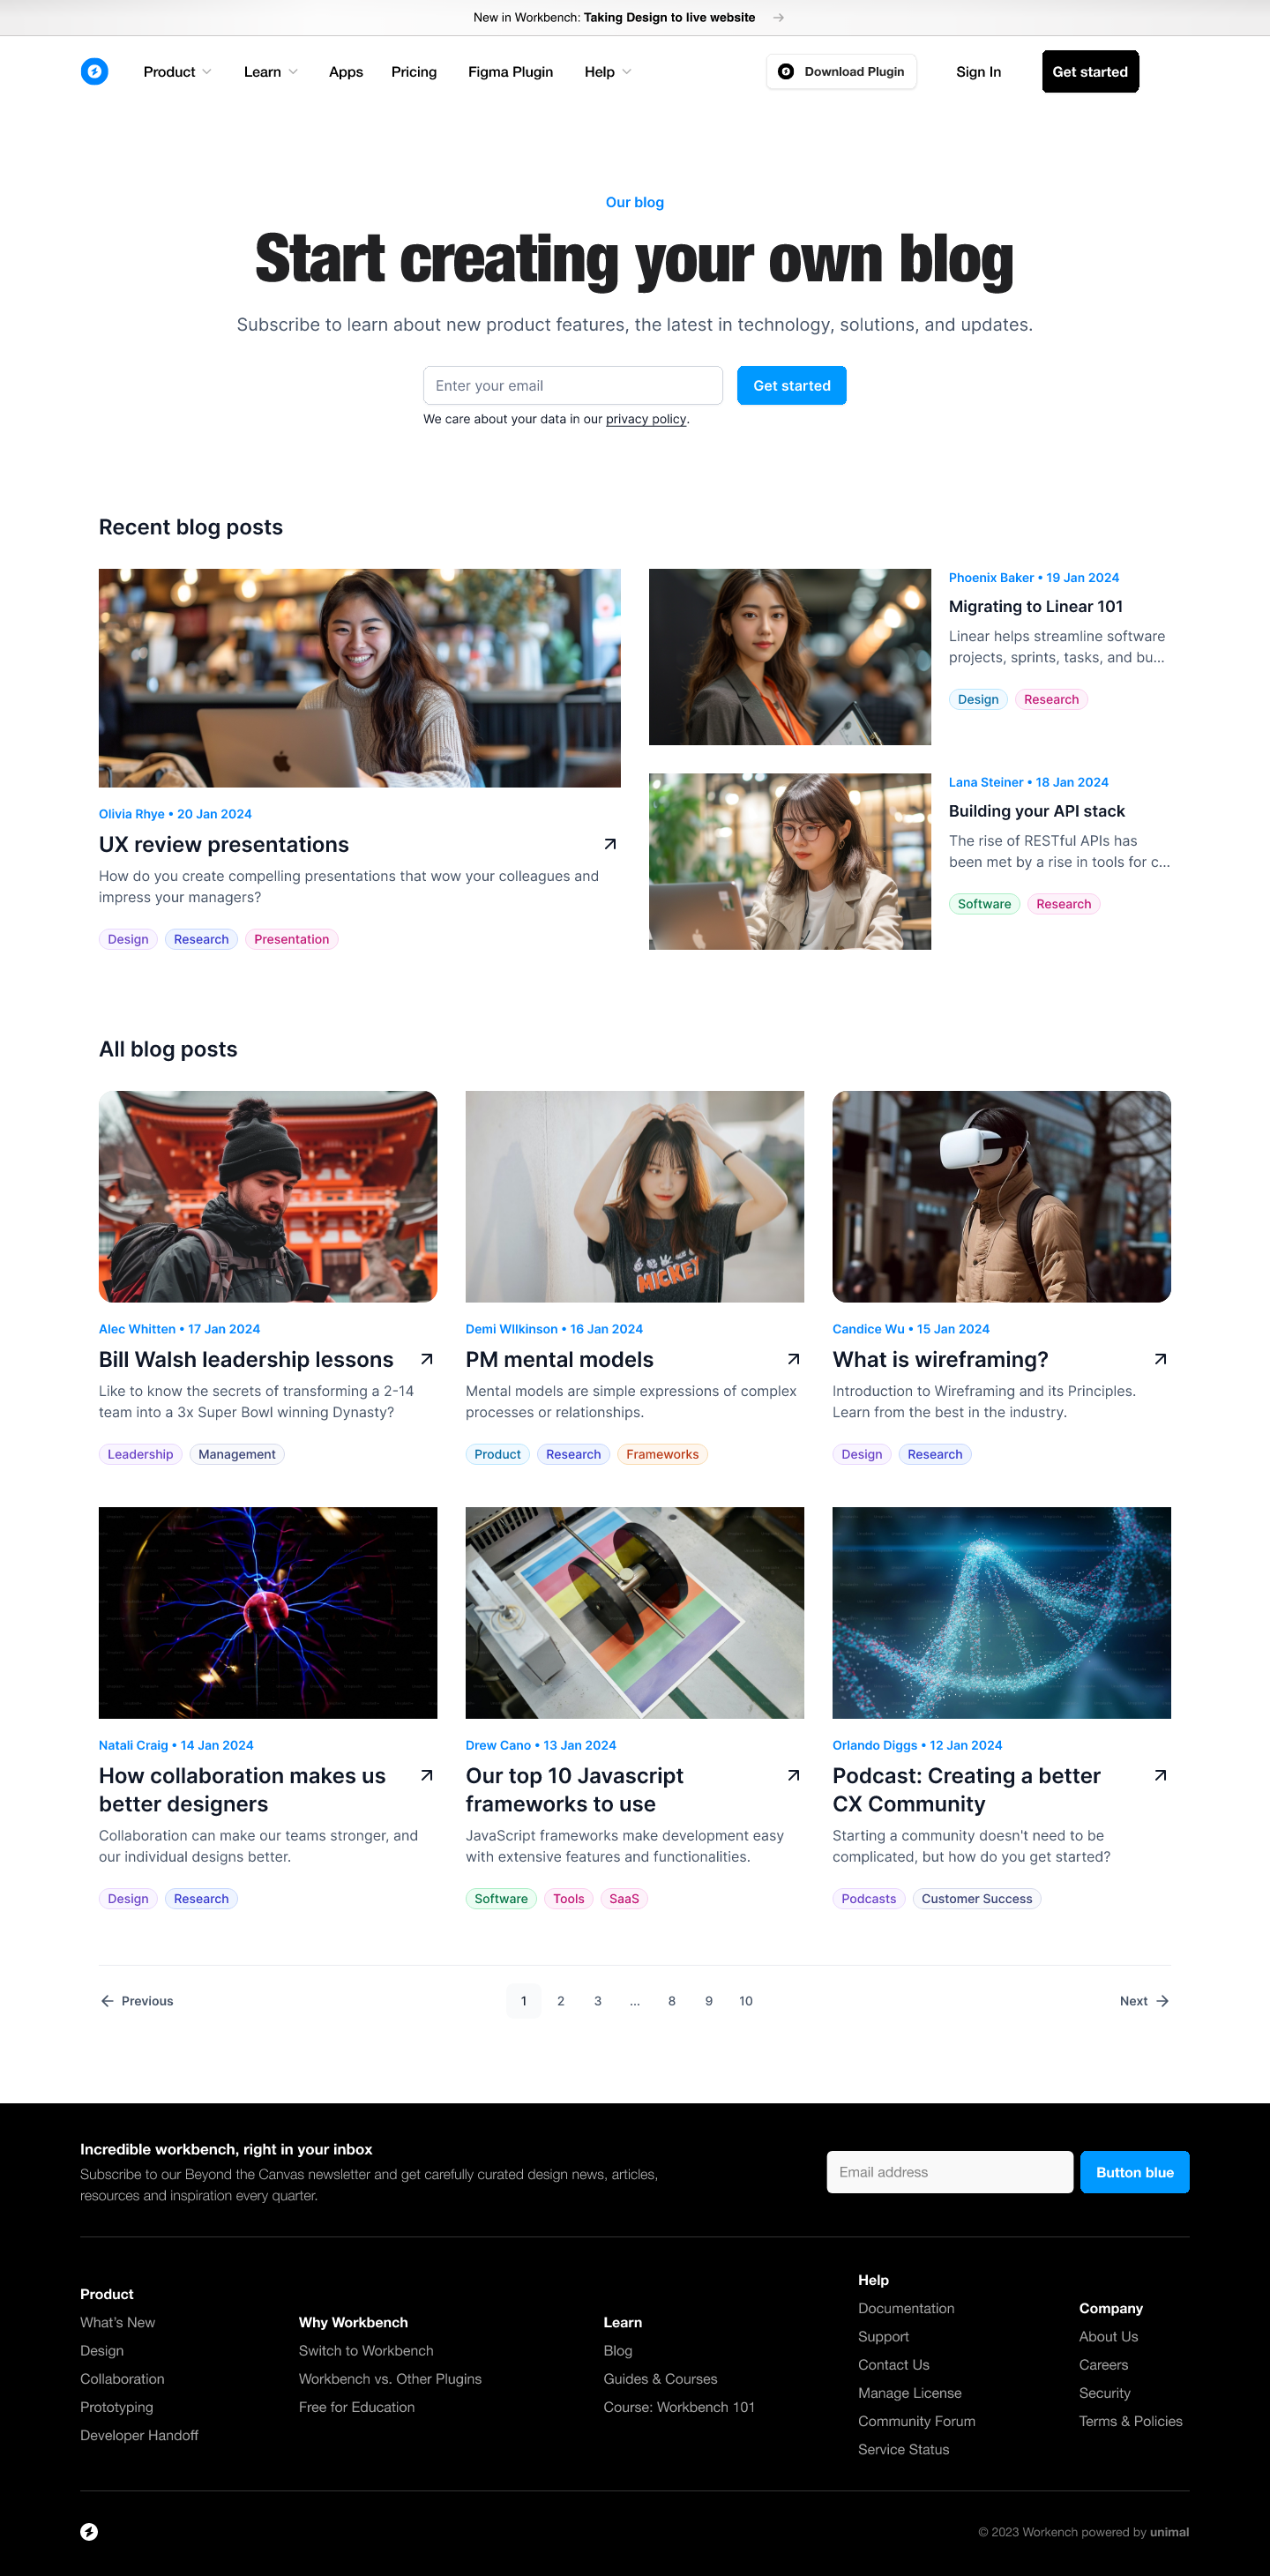 New in Workbench: Taking Design to live website
Product
Learn
Apps
Pricing
Figma Plugin
Help
Download Plugin
Sign In
Get started
Our blog
Start creating your own blog
Subscribe to learn about new product features, the latest in technology, solutions, and updates.
Enter your email
Get started
We care about your data in our privacy policy.
Recent blog posts
Olivia Rhye • 20 Jan 2024
UX review presentations
How do you create compelling presentations that wow your colleagues and
impress your managers?
Design
Research
Presentation
Phoenix Baker • 19 Jan 2024
Migrating to Linear 101
Linear helps streamline software
projects, sprints, tasks, and bu...
Design
Research
Lana Steiner • 18 Jan 2024
Building your API stack
The rise of RESTful APIs has
been met by a rise in tools for c...
Software
Research
All blog posts
Alec Whitten • 17 Jan 2024
Bill Walsh leadership lessons
Like to know the secrets of transforming a 2-14
team into a 3x Super Bowl winning Dynasty?
Leadership
Management
MICKEY
Demi WIlkinson • 16 Jan 2024
PM mental models
Mental models are simple expressions of complex
processes or relationships.
Product
Research
Frameworks
Candice Wu • 15 Jan 2024
What is wireframing?
Introduction to Wireframing and its Principles.
Learn from the best in the industry.
Design
Research
Natali Craig • 14 Jan 2024
How collaboration makes us
better designers
Collaboration can make our teams stronger, and
our individual designs better.
Design
Research
Drew Cano • 13 Jan 2024
Our top 10 Javascript
frameworks to use
JavaScript frameworks make development easy
with extensive features and functionalities.
Software
Tools
SaaS
Orlando Diggs • 12 Jan 2024
Podcast: Creating a better
CX Community
Starting a community doesn't need to be
complicated, but how do you get started?
Podcasts
Customer Success
Previous
1 2 3 ... 8 9 10
Next
Incredible workbench, right in your inbox
Subscribe to our Beyond the Canvas newsletter and get carefully curated design news, articles,
resources and inspiration every quarter.
Email address
Button blue
Product
What's New
Design
Collaboration
Prototyping
Developer Handoff
Why Workbench
Switch to Workbench
Workbench vs. Other Plugins
Free for Education
Learn
Blog
Guides & Courses
Course: Workbench 101
Help
Documentation
Support
Contact Us
Manage License
Community Forum
Service Status
Company
About Us
Careers
Security
Terms & Policies
© 2023 Workench powered by unimal